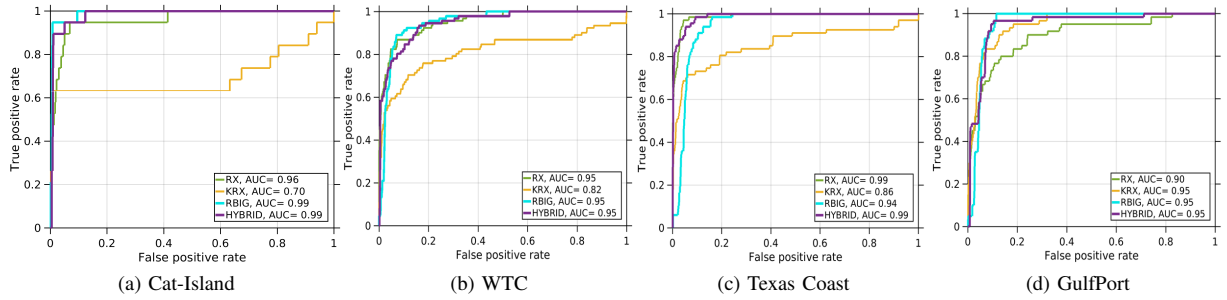 1
0.8
0.6
0.4
0.2
0
0
0.2
0.4
0.6
0.8
1
True positive rate
False positive rate
RX, AUC= 0.96
KRX, AUC= 0.70
RBIG, AUC= 0.99
HYBRID, AUC= 0.99
(a) Cat-Island
1
0.8
0.6
0.4
0.2
0
0
0.2
0.4
0.6
0.8
1
True positive rate
False positive rate
RX, AUC= 0.95
KRX, AUC= 0.82
RBIG, AUC= 0.95
HYBRID, AUC= 0.95
(b) WTC
1
0.8
0.6
0.4
0.2
0
0
0.2
0.4
0.6
0.8
1
True positive rate
False positive rate
RX, AUC= 0.99
KRX, AUC= 0.86
RBIG, AUC= 0.94
HYBRID, AUC= 0.99
(c) Texas Coast
1
0.8
0.6
0.4
0.2
0
0
0.2
0.4
0.6
0.8
1
True positive rate
False positive rate
RX, AUC= 0.90
KRX, AUC= 0.95
RBIG, AUC= 0.95
HYBRID, AUC= 0.95
(d) GulfPort